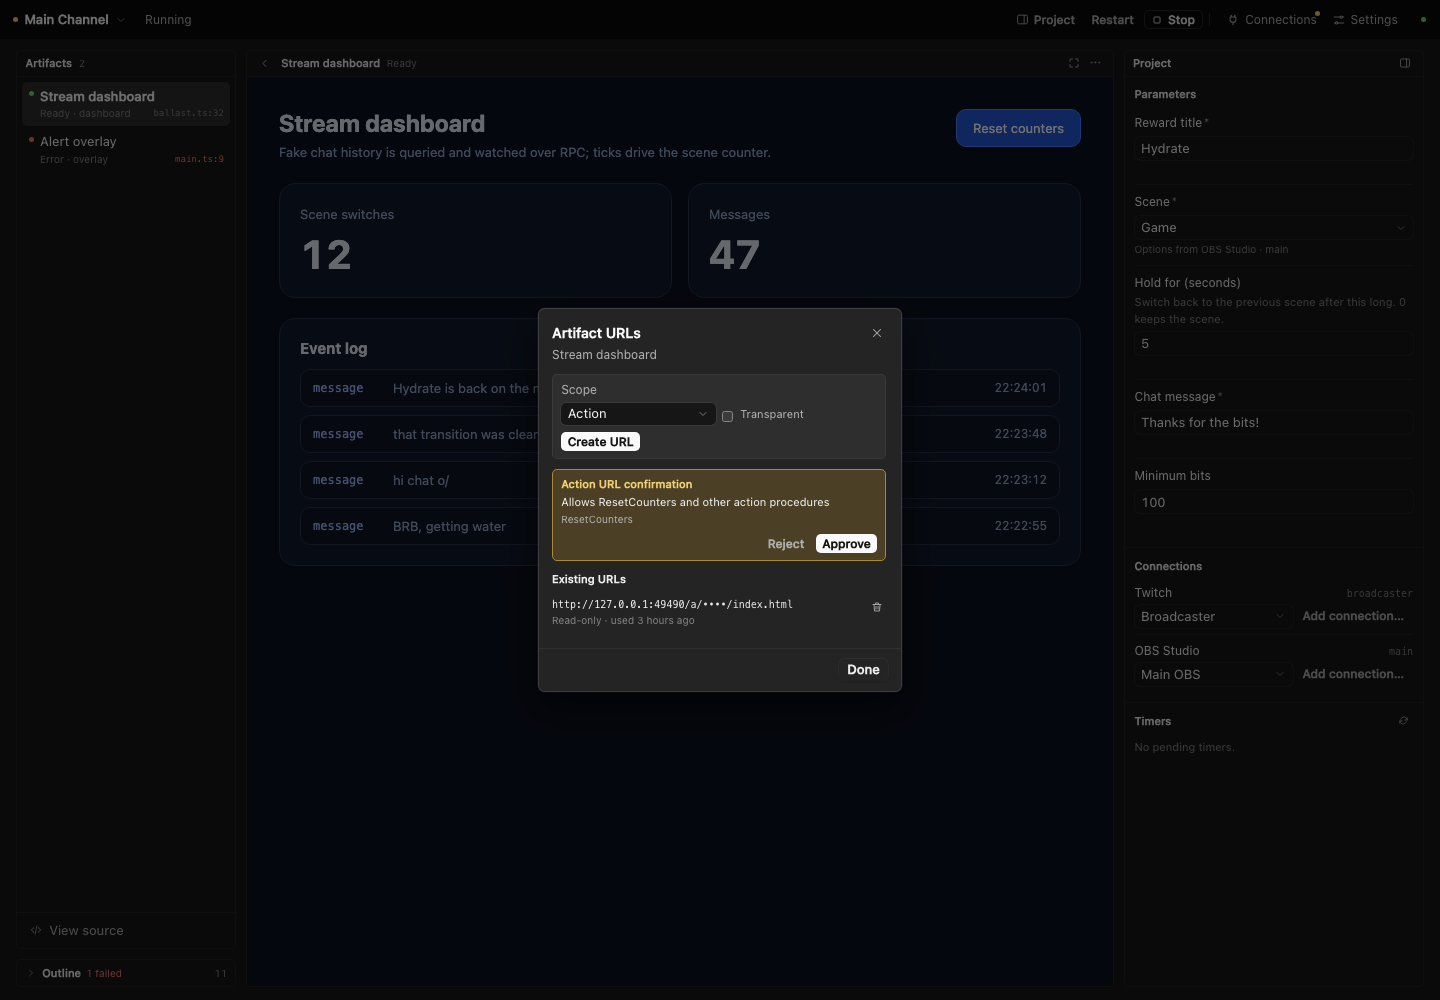 Main Channel
Running
Project
Restart
Stop
Connections
Settings
Artifacts 2
Stream dashboard
Ready · dashboard ballast.ts:32
Alert overlay
Error · overlay main.ts:9
View source
Outline 1 failed 11
Stream dashboard Ready
Stream dashboard
Fake chat history is queried and watched over RPC; ticks drive the scene counter.
Reset counters
Scene switches
12
Messages
47
Event log
message Hydrate is back on the 22:24:01
message that transition was clean 22:23:48
message hi chat o/ 22:23:12
message BRB, getting water 22:22:55
Artifact URLs
Stream dashboard
Scope
Action
Transparent
Create URL
Action URL confirmation
Allows ResetCounters and other action procedures
ResetCounters
Reject
Approve
Existing URLs
http://127.0.0.1:49490/a/••••/index.html
Read-only · used 3 hours ago
Done
Project
Parameters
Reward title *
Hydrate
Scene *
Game
Options from OBS Studio · main
Hold for (seconds)
Switch back to the previous scene after this long. 0
keeps the scene.
5
Chat message *
Thanks for the bits!
Minimum bits
100
Connections
Twitch broadcaster
Broadcaster Add connection...
OBS Studio main
Main OBS Add connection...
Timers
No pending timers.